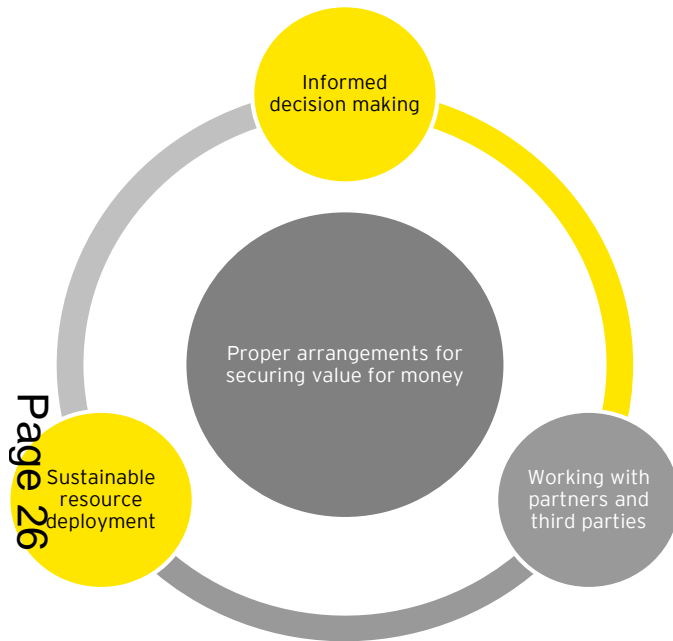 Informed
decision making
Proper arrangements for
securing value for money
Page 26
Sustainable
resource
deployment
Working with
partners and
third parties